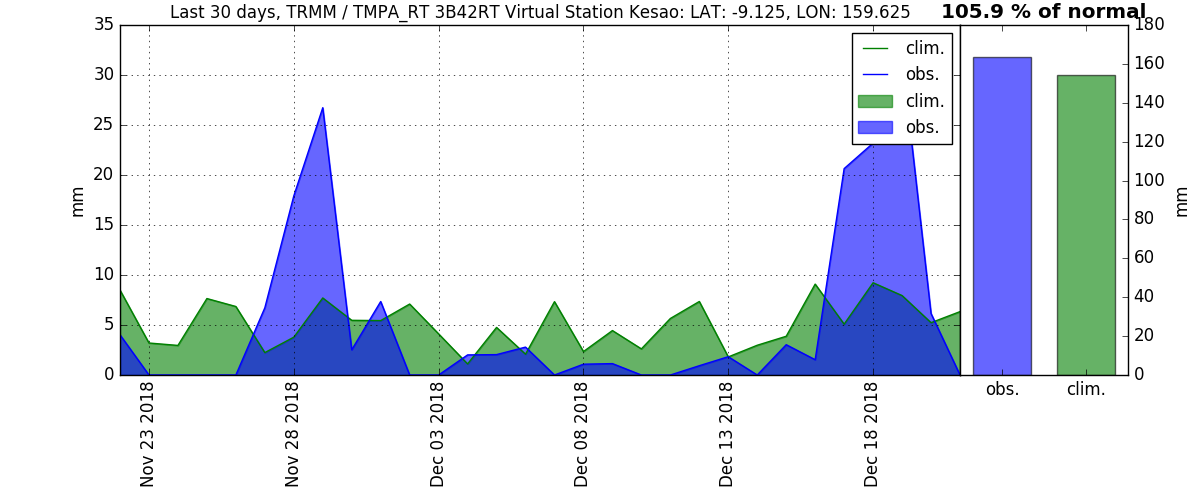 Last 30 days, TRMM / TMPA_RT 3B42RT Virtual Station Kesao: LAT: -9.125, LON: 159.625
105.9 % of normal
35
30
25
20
15
10
5
0
mm
clim.
obs.
clim.
obs.
180
160
140
120
100
80
60
40
20
0
mm
Nov 23 2018
Nov 28 2018
Dec 03 2018
Dec 08 2018
Dec 13 2018
Dec 18 2018
obs.
clim.